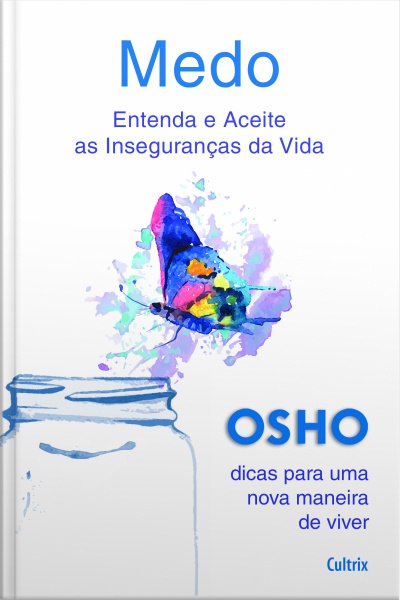 Medo
Entenda e Aceite
as Inseguranças da Vida
OSHO
dicas para uma
nova maneira
de viver
Cultrix